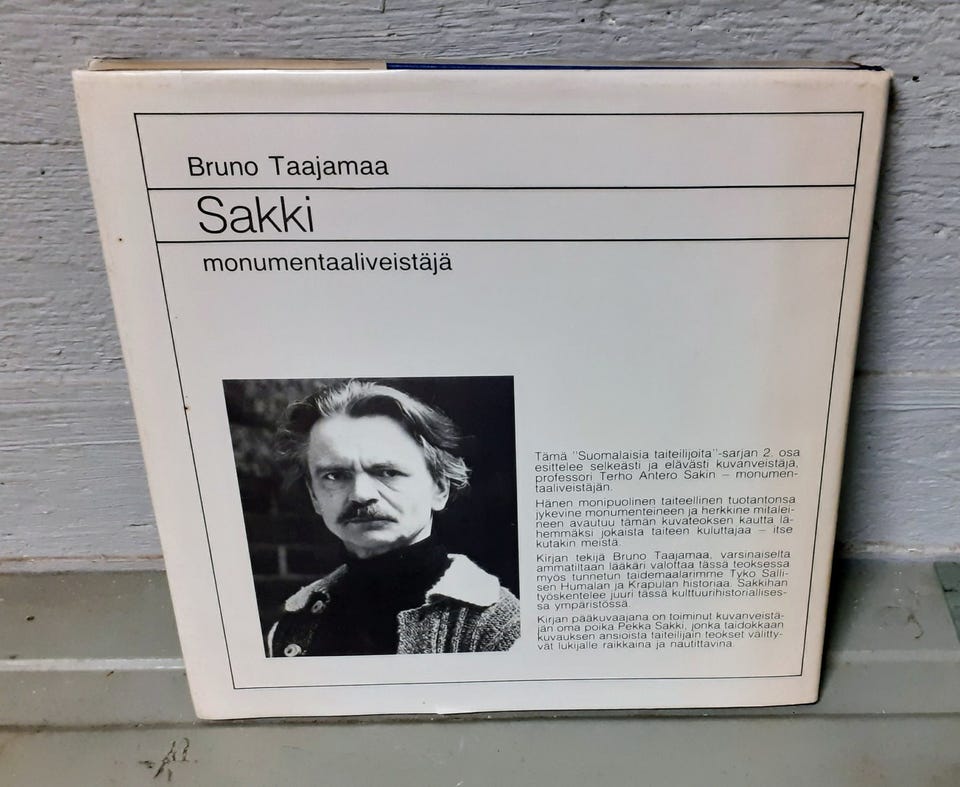 Bruno Taajamaa
Sakki
monumentaaliveistäjä
Tämä "Suomalaisia taiteilijoita"-sarjan 2. osa
esittelee selkeästi ja elävästi kuvanveistäjä,
professori Terho Antero Sakin – monumen-
taaliveistäjän.
Hänen monipuolinen taiteellinen tuotantonsa
jykevine monumenteineen ja herkkine mitalei-
neen avautuu tämän kuvateoksen kautta lä-
hemmäksi jokaista taiteen kuluttajaa – itse
kutakin meistä.
Kirjan tekijä Bruno Taajamaa, varsinaiselta
ammatiltaan lääkäri valottaa tässä teoksessa
myös tunnetun taidemaalarimme Tyko Salli-
sen Humalan ja Krapulan historiaa. Sakkihan
työskentelee juuri tässä kulttuurihistoriallises-
sa ympäristössä.
Kirjan pääkuvaajana on toiminut kuvanveistä-
jän oma poika Pekka Sakki, jonka taidokkaan
kuvauksen ansioista taiteilijain teokset välitty-
vät lukijalle raikkaina ja nautittavina.